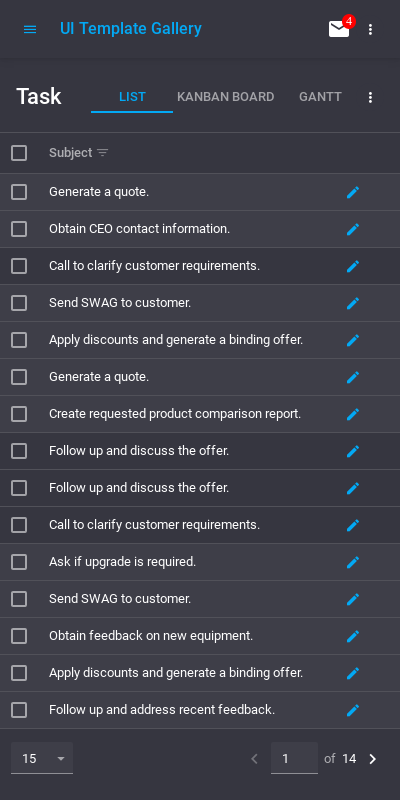 UI Template Gallery
4
Task
LIST
KANBAN BOARD
GANTT
Subject
Generate a quote.
Obtain CEO contact information.
Call to clarify customer requirements.
Send SWAG to customer.
Apply discounts and generate a binding offer.
Generate a quote.
Create requested product comparison report.
Follow up and discuss the offer.
Follow up and discuss the offer.
Call to clarify customer requirements.
Ask if upgrade is required.
Send SWAG to customer.
Obtain feedback on new equipment.
Apply discounts and generate a binding offer.
Follow up and address recent feedback.
15
1 of 14